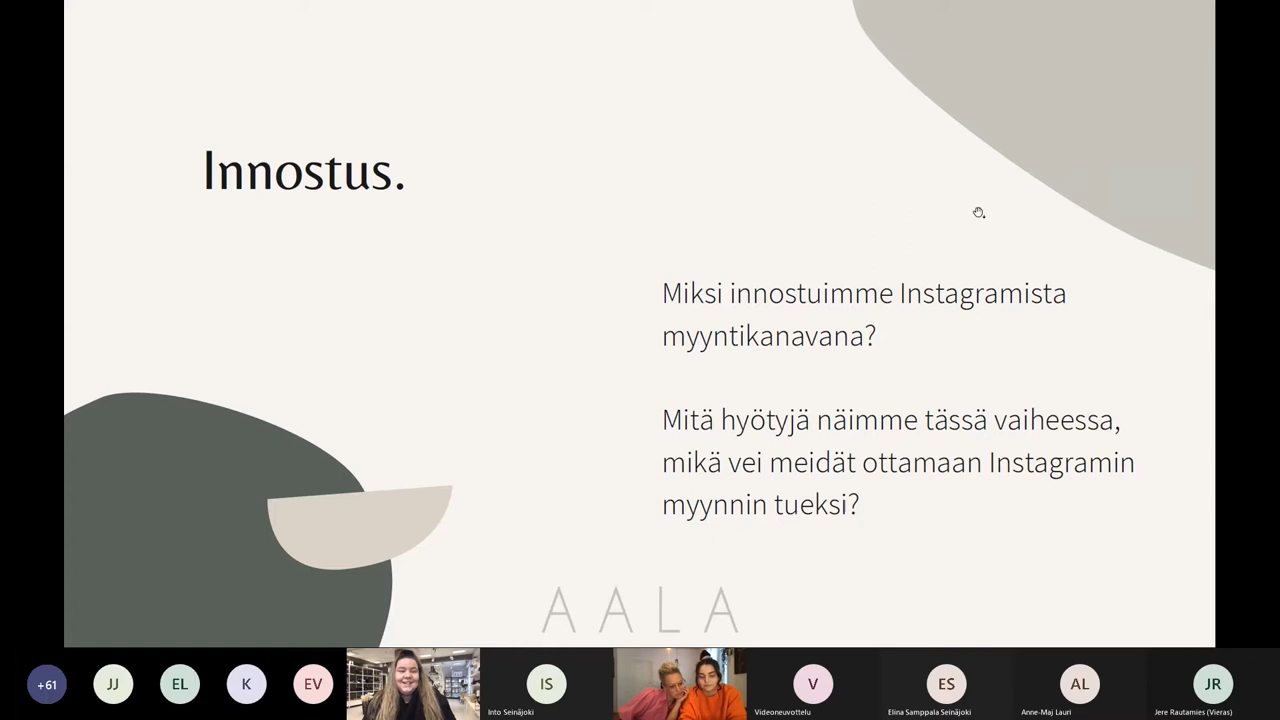 Innostus.
Miksi innostuimme Instagramista
myyntikanavana?
Mitä hyötyjä näimme tässä vaiheessa,
mikä vei meidät ottamaan Instagramin
myynnin tueksi?
AALA
+61
JJ
EL
K
EV
IS
Into Seinäjoki
V
Videoneuvottelu
ES
Elina Samppala Seinäjoki
AL
Anne-Maj Lauri
JR
Jere Rautamies (Vieras)